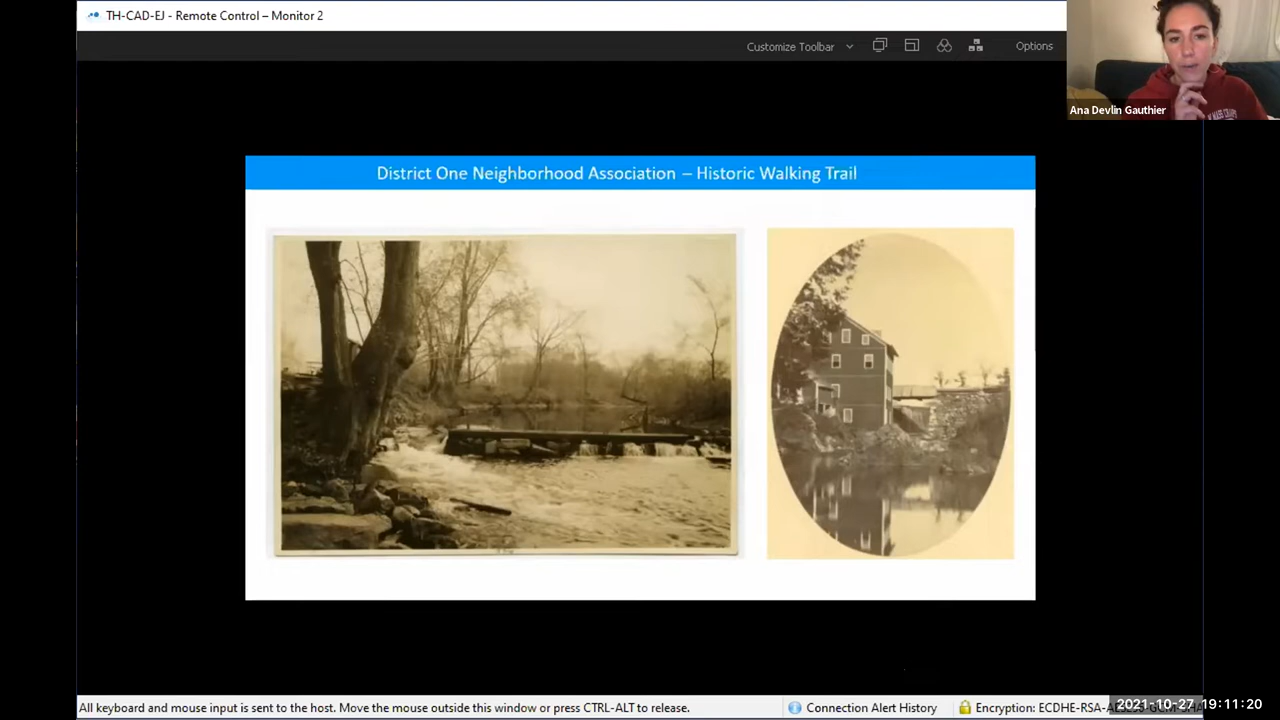 TH-CAD-EJ - Remote Control – Monitor 2
Customize Toolbar
Options
Ana Devlin Gauthier
District One Neighborhood Association – Historic Walking Trail
All keyboard and mouse input is sent to the host. Move the mouse outside this window or press CTRL-ALT to release.
Connection Alert History
Encryption: ECDHE-RSA-
2021-10-27 19:11:20